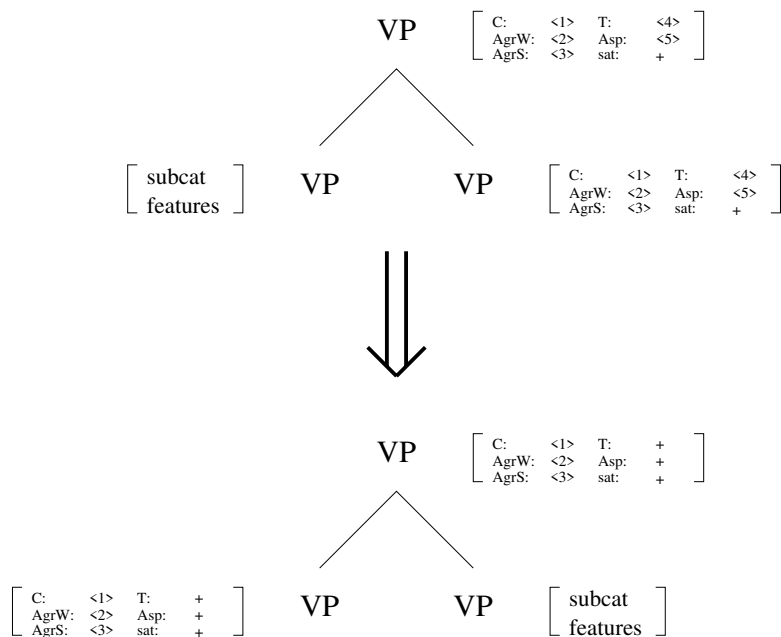 VP C: <1> T: <4>
AgrW: <2> Asp: <5>
AgrS: <3> sat: +
subcat features VP VP C: <1> T: <4>
AgrW: <2> Asp: <5>
AgrS: <3> sat: +
VP C: <1> T: +
AgrW: <2> Asp: +
AgrS: <3> sat: +
C: <1> T: +
AgrW: <2> Asp: +
AgrS: <3> sat: +
VP VP subcat
features